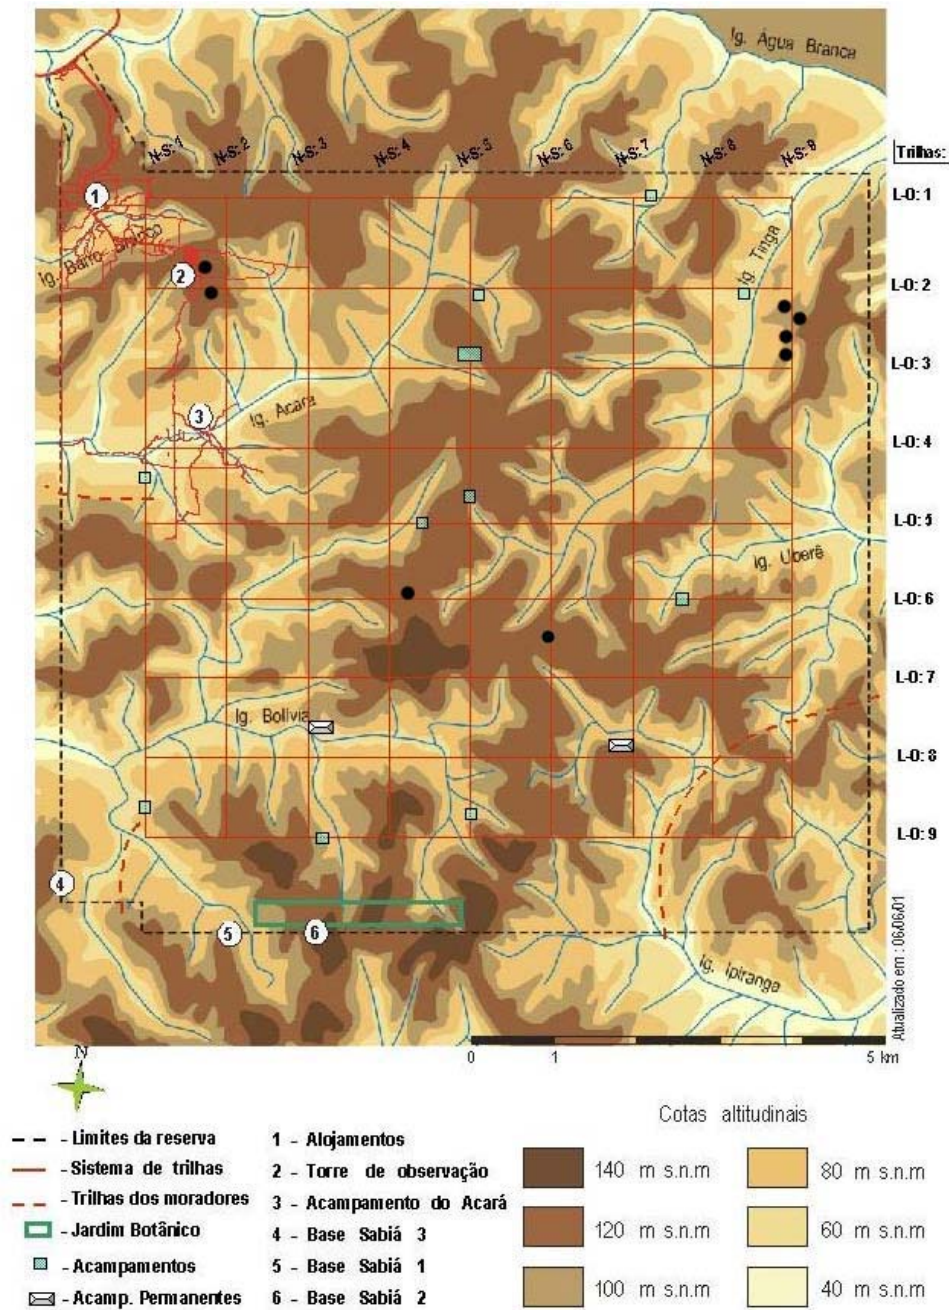 Ig. Água Branca
N-S: 1
N-S: 2
N-S: 3
N-S: 4
N-S: 5
N-S: 6
N-S: 7
N-S: 8
N-S: 9
Trilhas:
L-O: 1
1
Ig. Barro Branco
Ig. Tinga
2
L-O: 2
L-O: 3
3
Ig. Acará
L-O: 4
L-O: 5
Ig. Uberê
L-O: 6
L-O: 7
Ig. Bolívia
L-O: 8
L-O: 9
4
5
6
Ig. Ipiranga
Atualizado em : 06/06/01
0 1 5 km
N
Cotas altitudinais
- Limites da reserva
- Sistema de trilhas
- Trilhas dos moradores
- Jardim Botânico
- Acampamentos
- Acamp. Permanentes
1 - Alojamentos
2 - Torre de observação
3 - Acampamento do Acará
4 - Base Sabiá 3
5 - Base Sabiá 1
6 - Base Sabiá 2
140 m s.n.m
120 m s.n.m
100 m s.n.m
80 m s.n.m
60 m s.n.m
40 m s.n.m